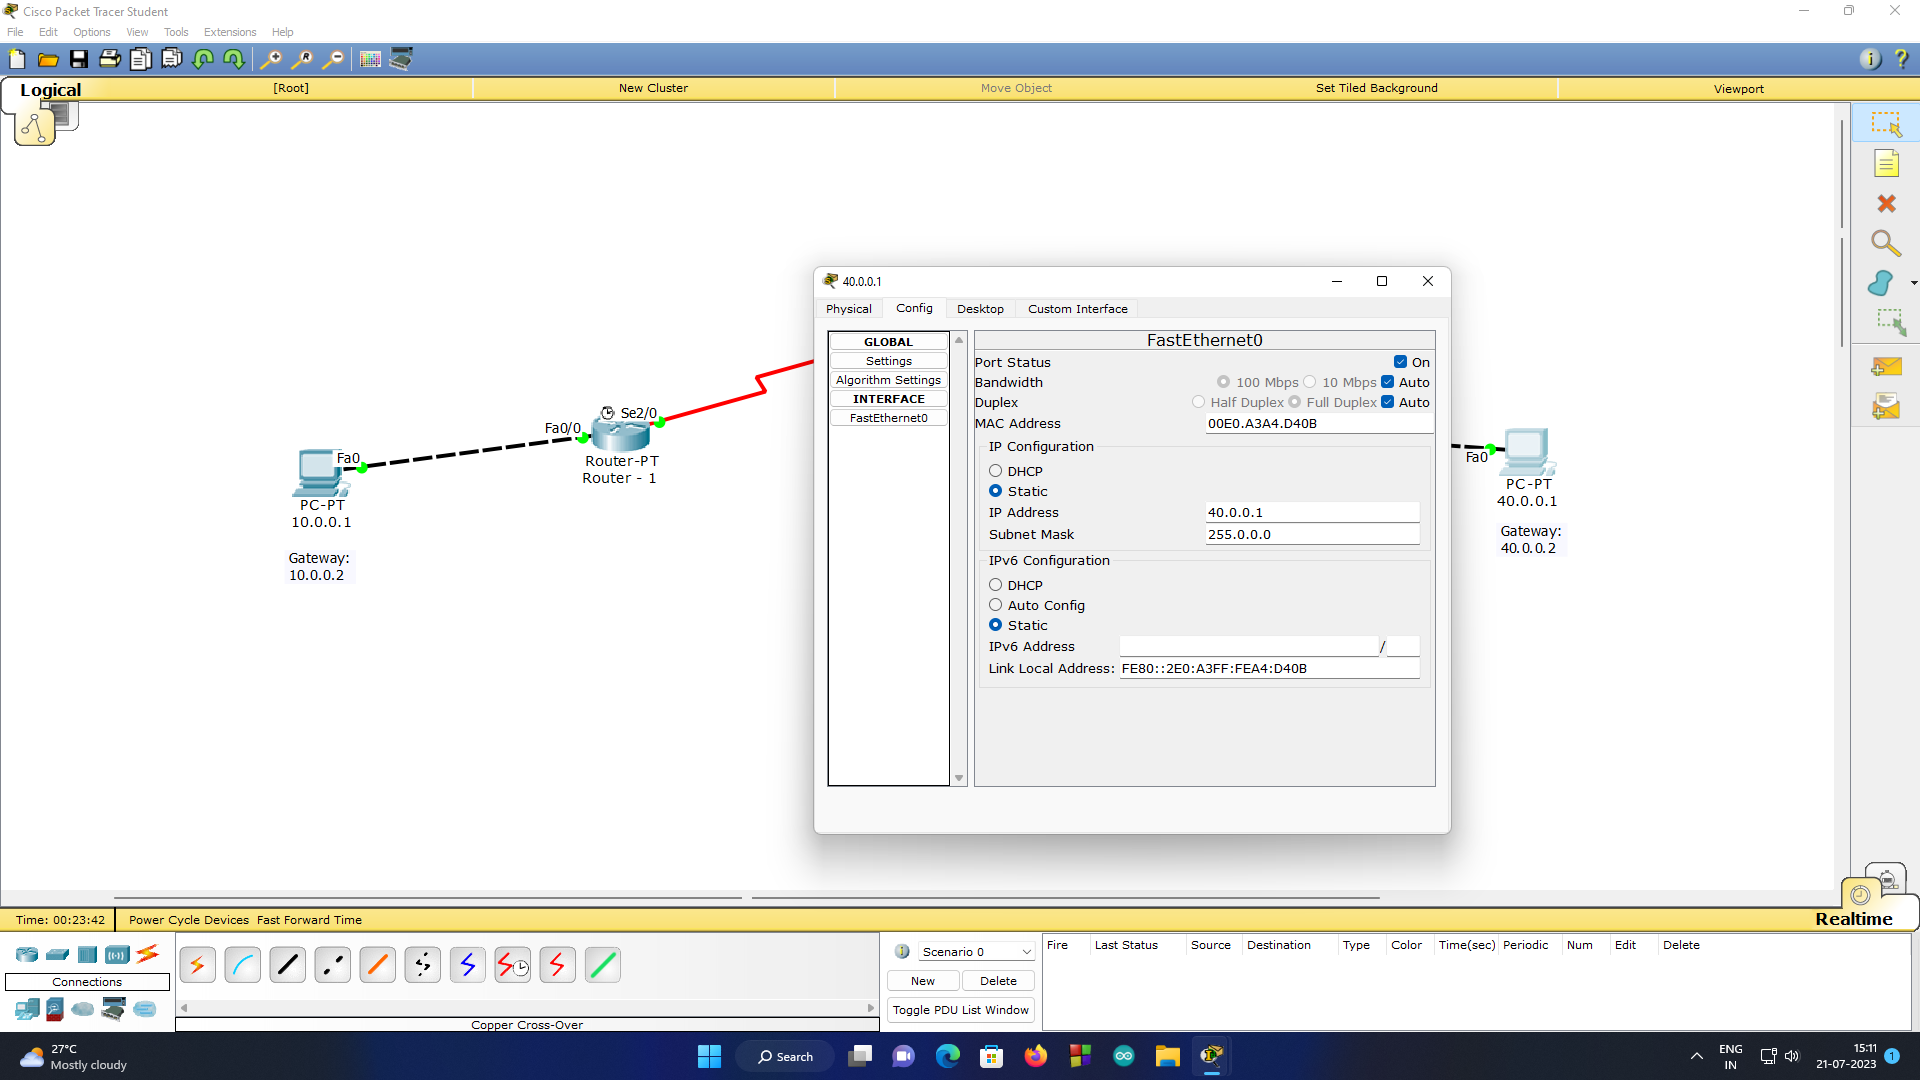 Cisco Packet Tracer Student
File Edit Options View Tools Extensions Help
Logical [Root] New Cluster Move Object Set Tiled Background Viewport
40.0.0.1
Physical Config Desktop Custom Interface
GLOBAL
Settings
Algorithm Settings
INTERFACE
FastEthernet0
FastEthernet0
Port Status On
Bandwidth 100 Mbps 10 Mbps Auto
Duplex Half Duplex Full Duplex Auto
MAC Address 00E0.A3A4.D40B
IP Configuration
DHCP
Static
IP Address 40.0.0.1
Subnet Mask 255.0.0.0
IPv6 Configuration
DHCP
Auto Config
Static
IPv6 Address /
Link Local Address: FE80::2E0:A3FF:FEA4:D40B
Se2/0
Fa0/0
Router-PT
Router - 1
Fa0
PC-PT
10.0.0.1
Gateway:
10.0.0.2
Fa0
PC-PT
40.0.0.1
Gateway:
40.0.0.2
Time: 00:23:42 Power Cycle Devices Fast Forward Time
Realtime
Connections
Copper Cross-Over
Scenario 0
New Delete
Toggle PDU List Window
Fire Last Status Source Destination Type Color Time(sec) Periodic Num Edit Delete
27°C
Mostly cloudy
Search
ENG
IN
15:11
21-07-2023
1